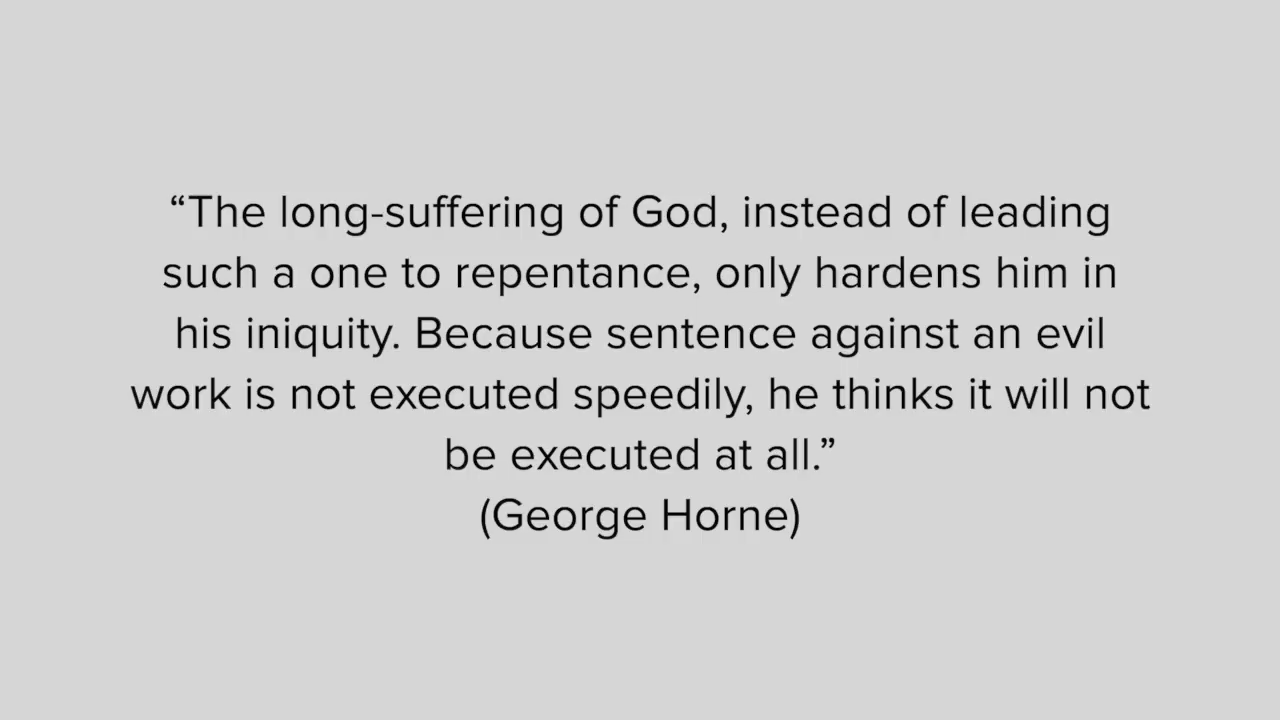 “The long-suffering of God, instead of leading
such a one to repentance, only hardens him in
his iniquity. Because sentence against an evil
work is not executed speedily, he thinks it will not
be executed at all.”
(George Horne)